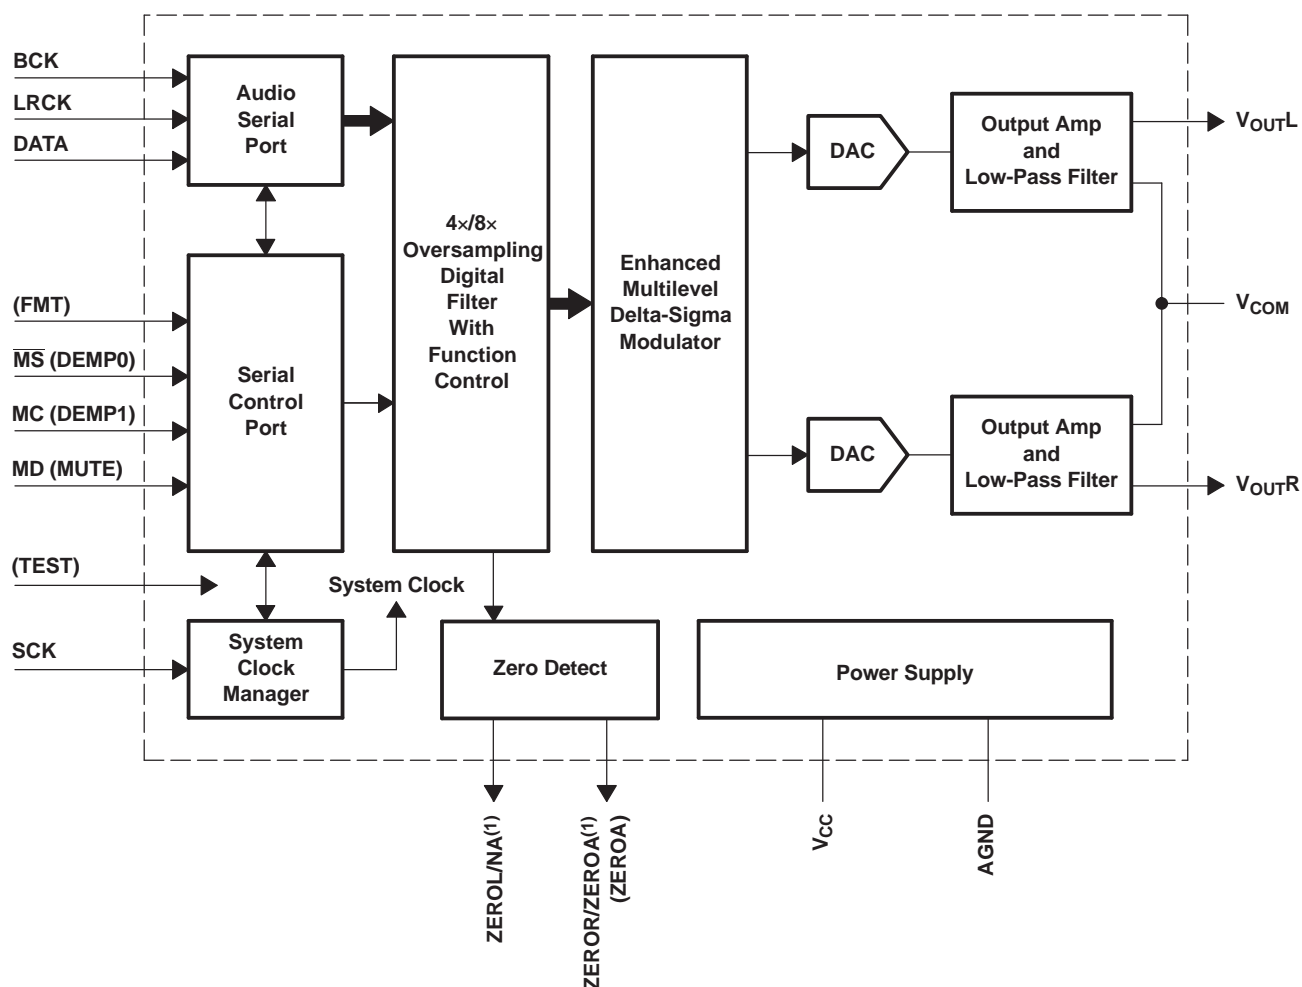 BCK
LRCK
DATA
Audio
Serial
Port
4×/8×
Oversampling
Digital
Filter
With
Function
Control
Enhanced
Multilevel
Delta-Sigma
Modulator
DAC
Output Amp
and
Low-Pass Filter
VOUTL
(FMT)
MS (DEMP0)
MC (DEMP1)
MD (MUTE)
Serial
Control
Port
VCOM
DAC
Output Amp
and
Low-Pass Filter
VOUTR
(TEST)
System Clock
SCK
System
Clock
Manager
Zero Detect
Power Supply
ZEROL/NA(1)
ZEROR/ZEROA(1)
(ZEROA)
VCC
AGND